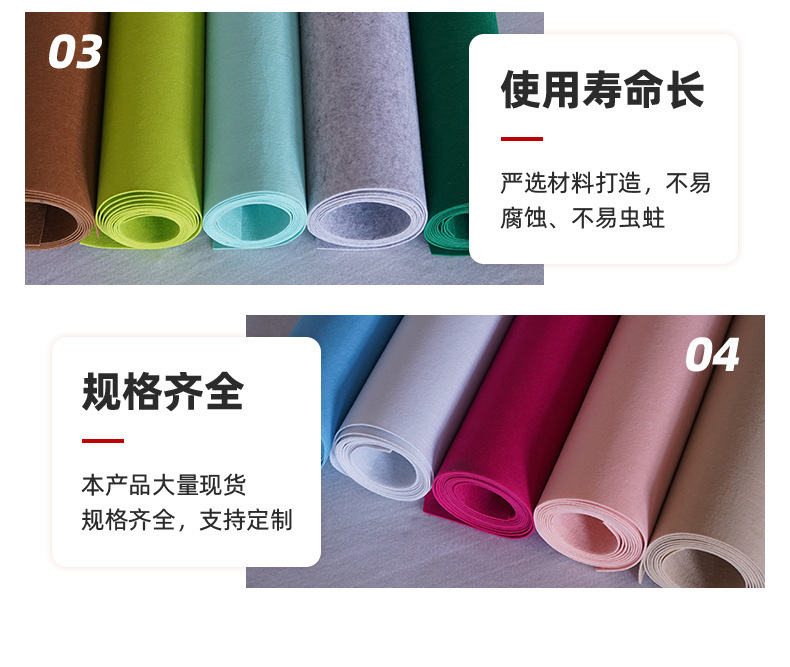 03
使用寿命长
严选材料打造，不易
腐蚀、不易虫蛀
04
规格齐全
本产品大量现货
规格齐全，支持定制